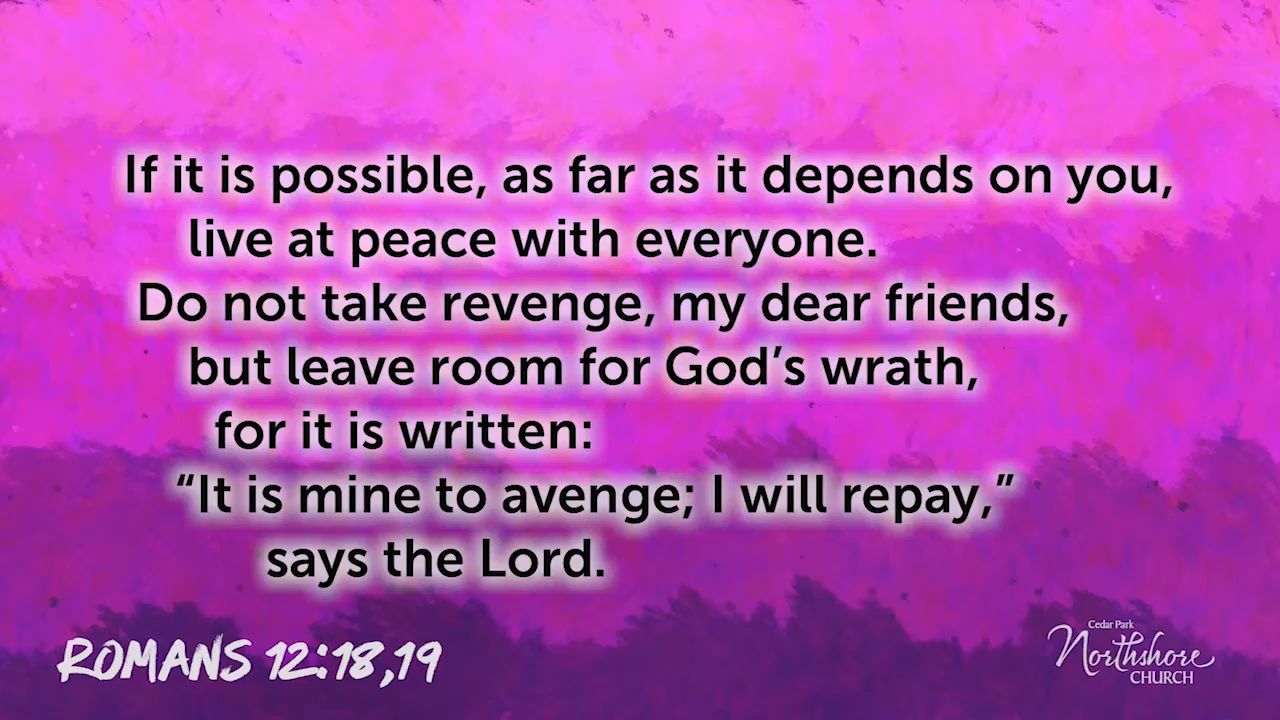 If it is possible, as far as it depends on you,
live at peace with everyone.
Do not take revenge, my dear friends,
but leave room for God’s wrath,
for it is written:
“It is mine to avenge; I will repay,”
says the Lord.
ROMANS 12:18,19
Cedar Park
Northshore
CHURCH